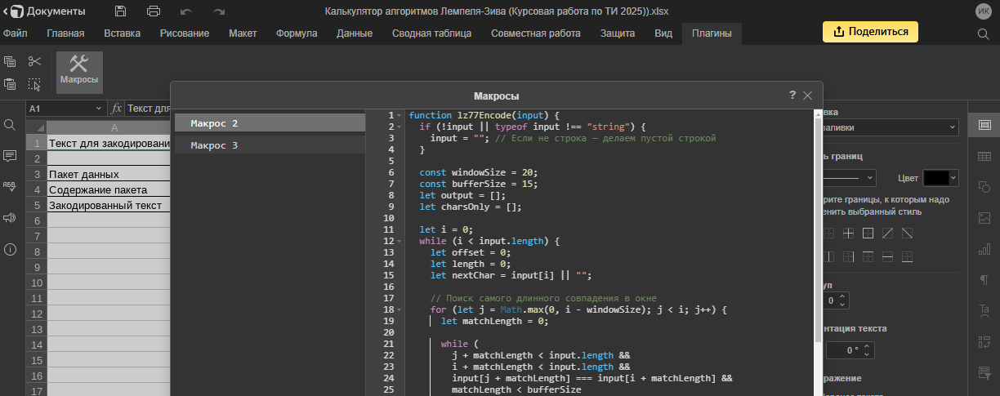 Документы
Калькулятор алгоритмов Лемпеля-Зива (Курсовая работа по ТИ 2025)).xlsx
ИК
Файл Главная Вставка Рисование Макет Формула Данные Сводная таблица Совместная работа Защита Вид Плагины
Поделиться
Макросы
A1
fx
Текст для
Макросы
?
Макрос 2
Макрос 3
A
1 Текст для закодировани
2
3 Пакет данных
4 Содержание пакета
5 Закодированный текст
6
7
8
9
10
11
12
13
14
15
16
17
1 function lz77Encode(input) {
2 if (!input || typeof input !== "string") {
3 input = ""; // Если не строка — делаем пустой строкой
4 }
5
6 const windowSize = 20;
7 const bufferSize = 15;
8 let output = [];
9 let charsOnly = [];
10
11 let i = 0;
12 while (i < input.length) {
13 let offset = 0;
14 let length = 0;
15 let nextChar = input[i] || "";
16
17 // Поиск самого длинного совпадения в окне
18 for (let j = Math.max(0, i - windowSize); j < i; j++) {
19 let matchLength = 0;
20
21 while (
22 j + matchLength < input.length &&
23 i + matchLength < input.length &&
24 input[j + matchLength] === input[i + matchLength] &&
25 matchLength < bufferSize
вка
аливки
ь границ
Цвет
рите границы, к которым надо
енить выбранный стиль
уп
0
нтация текста
0 °
ражение
АБВ
Ta